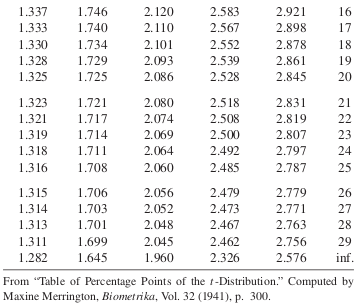 1.337 1.746 2.120 2.583 2.921 16
1.333 1.740 2.110 2.567 2.898 17
1.330 1.734 2.101 2.552 2.878 18
1.328 1.729 2.093 2.539 2.861 19
1.325 1.725 2.086 2.528 2.845 20
1.323 1.721 2.080 2.518 2.831 21
1.321 1.717 2.074 2.508 2.819 22
1.319 1.714 2.069 2.500 2.807 23
1.318 1.711 2.064 2.492 2.797 24
1.316 1.708 2.060 2.485 2.787 25
1.315 1.706 2.056 2.479 2.779 26
1.314 1.703 2.052 2.473 2.771 27
1.313 1.701 2.048 2.467 2.763 28
1.311 1.699 2.045 2.462 2.756 29
1.282 1.645 1.960 2.326 2.576 inf.
From “Table of Percentage Points of the t-Distribution.” Computed by
Maxine Merrington, Biometrika, Vol. 32 (1941), p. 300.